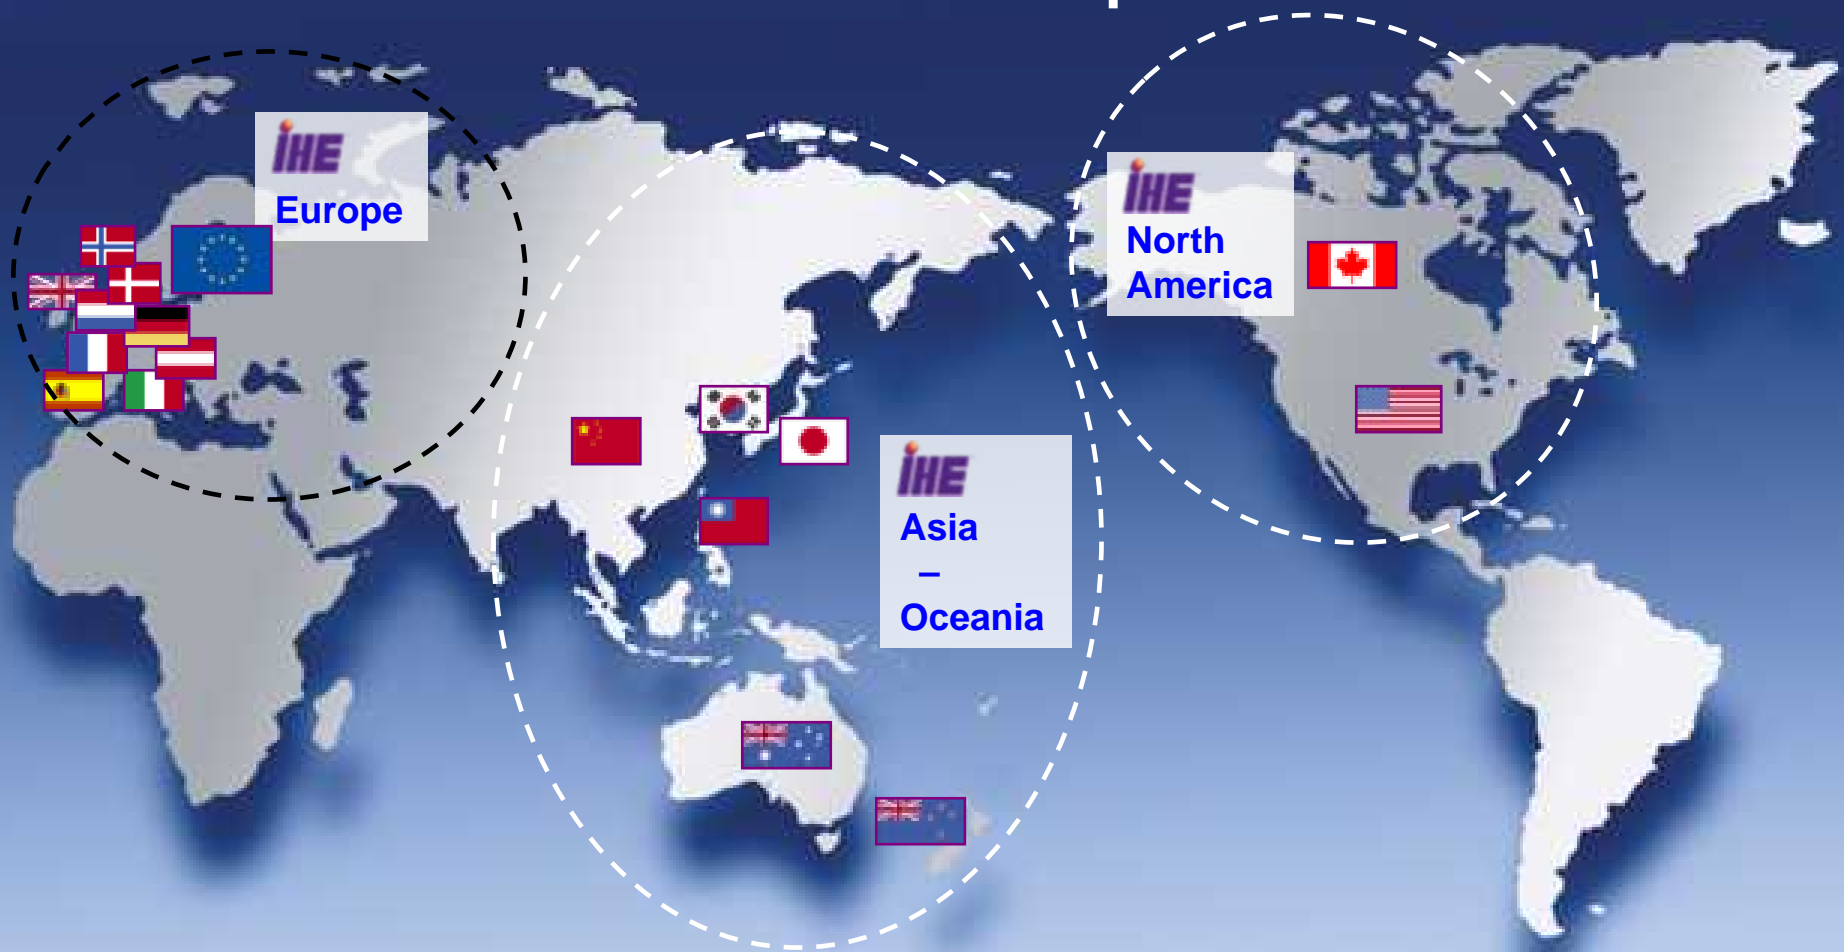 IHE
Europe
IHE
North
America
IHE
Asia
–
Oceania